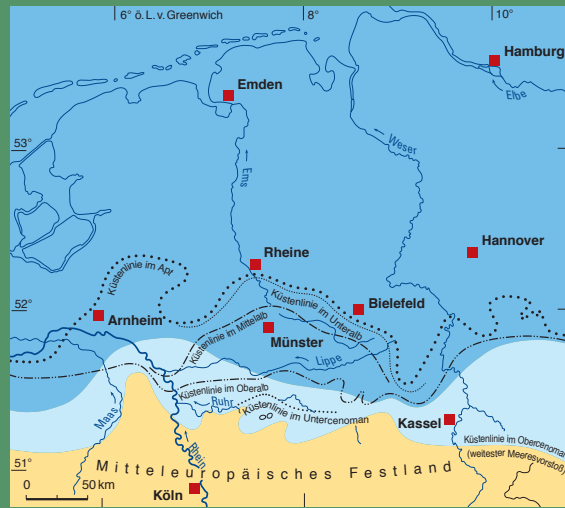 6° ö. L. v. Greenwich
8°
10°
Hamburg
Elbe
Emden
Weser
53°
Ems
Hannover
Rheine
Küstenlinie im Apt
Küstenlinie im Unteralb
Bielefeld
52°
Arnheim
Küstenlinie im Mittelalb
Münster
Lippe
Küstenlinie im Oberalb
Ruhr
Küstenlinie im Untercenoman
Maas
Kassel
Rhein
Küstenlinie im Obercenoman
(weitester Meeresvorstoß)
51°
Mitteleuropäisches Festland
0 50 km
Köln